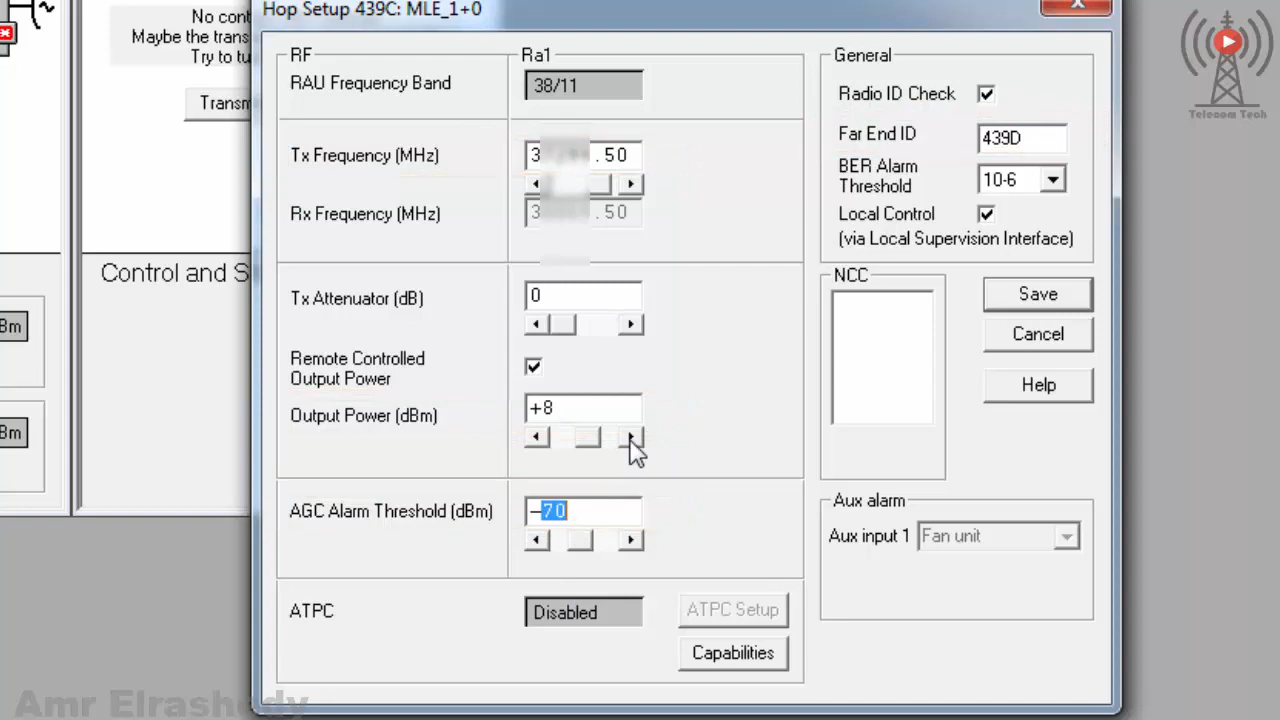 Hop Setup 439C: MLE_1+0
No cont
Maybe the trans
Try to tu
Transm
Control and S
Bm
Bm
RF
Ra1
RAU Frequency Band
38/11
Tx Frequency (MHz)
3 .50
Rx Frequency (MHz)
3 .50
Tx Attenuator (dB)
0
Remote Controlled
Output Power
Output Power (dBm)
+8
AGC Alarm Threshold (dBm)
-70
ATPC
Disabled
ATPC Setup
Capabilities
General
Radio ID Check
Far End ID
439D
BER Alarm
Threshold
10-6
Local Control
(via Local Supervision Interface)
NCC
Save
Cancel
Help
Aux alarm
Aux input 1
Fan unit
Telecom Tech
Amr Elrashedy